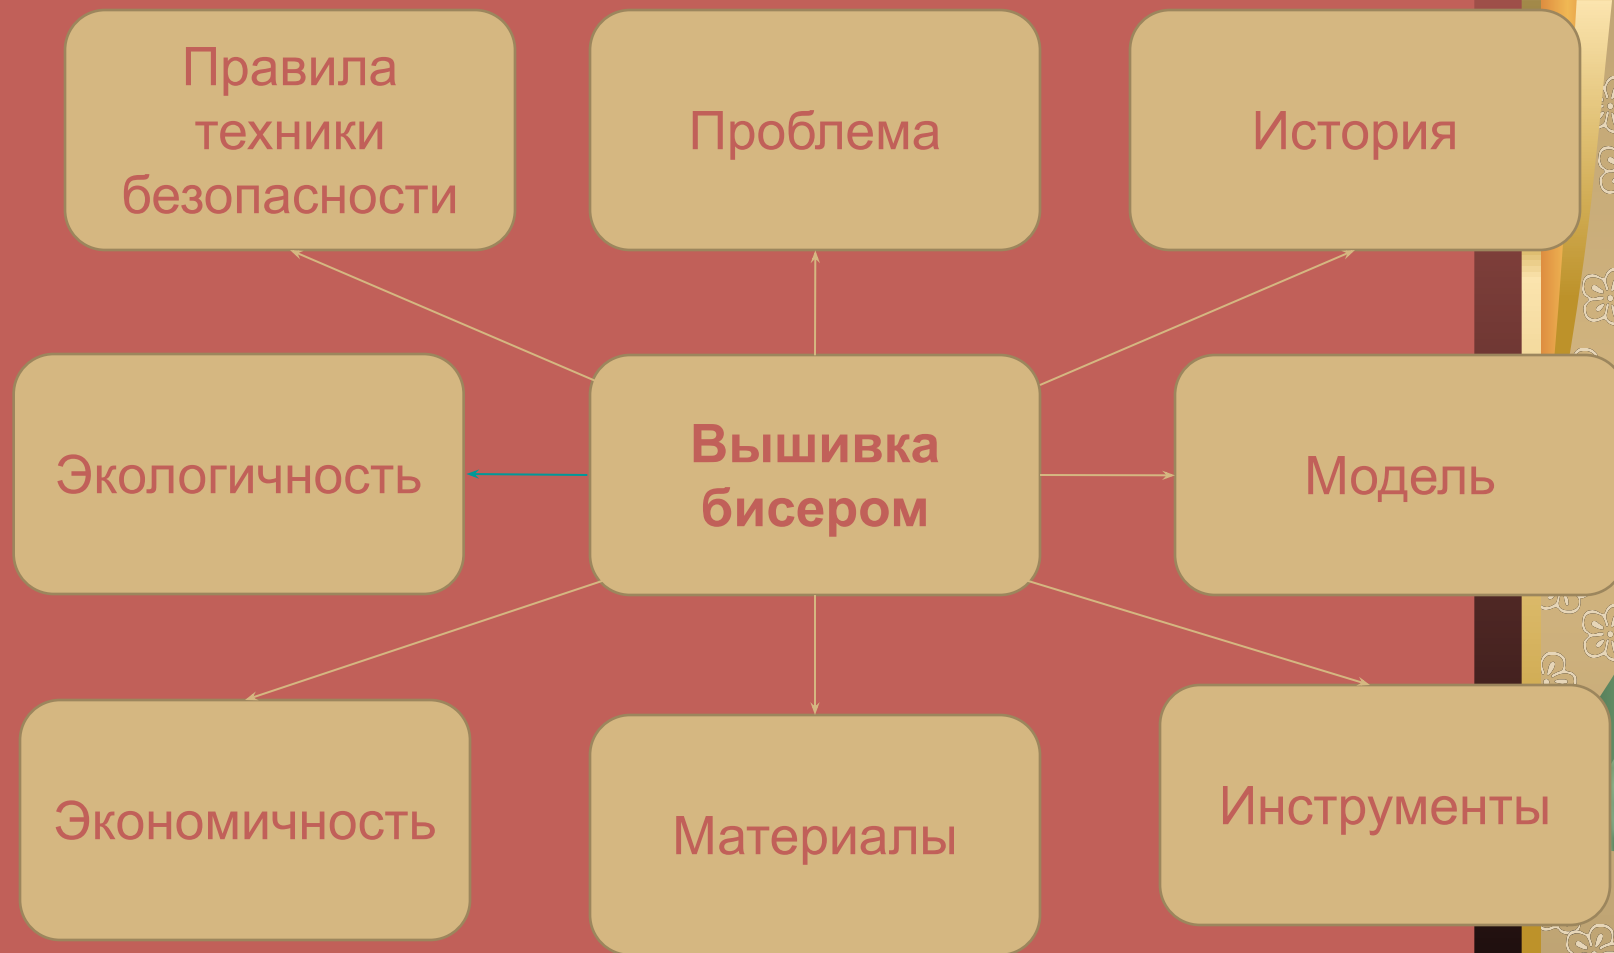 Правила
техники
безопасности
Проблема
История
Экологичность
Вышивка
бисером
Модель
Экономичность
Материалы
Инструменты